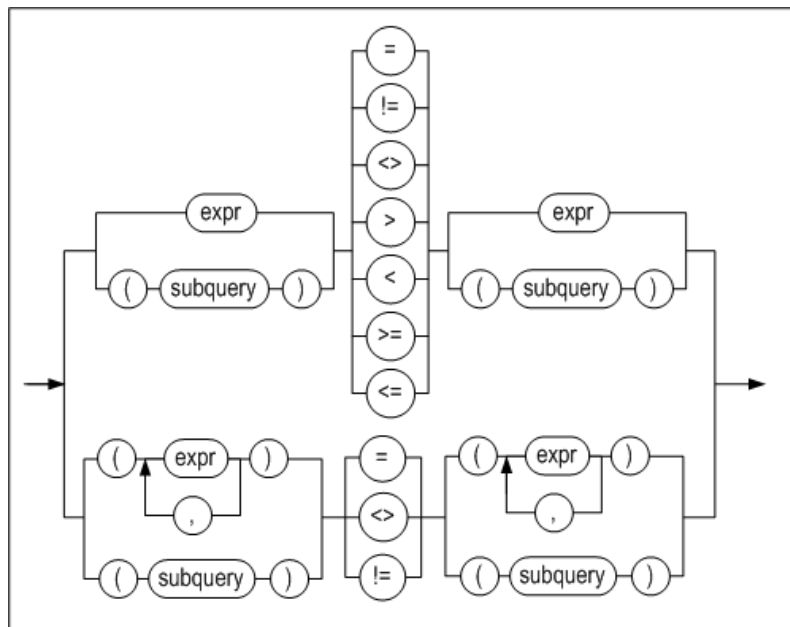 =
!=
<>
expr > expr
( subquery ) < ( subquery )
>=
<=
( expr ) = ( expr )
, <> ,
( subquery ) != ( subquery )